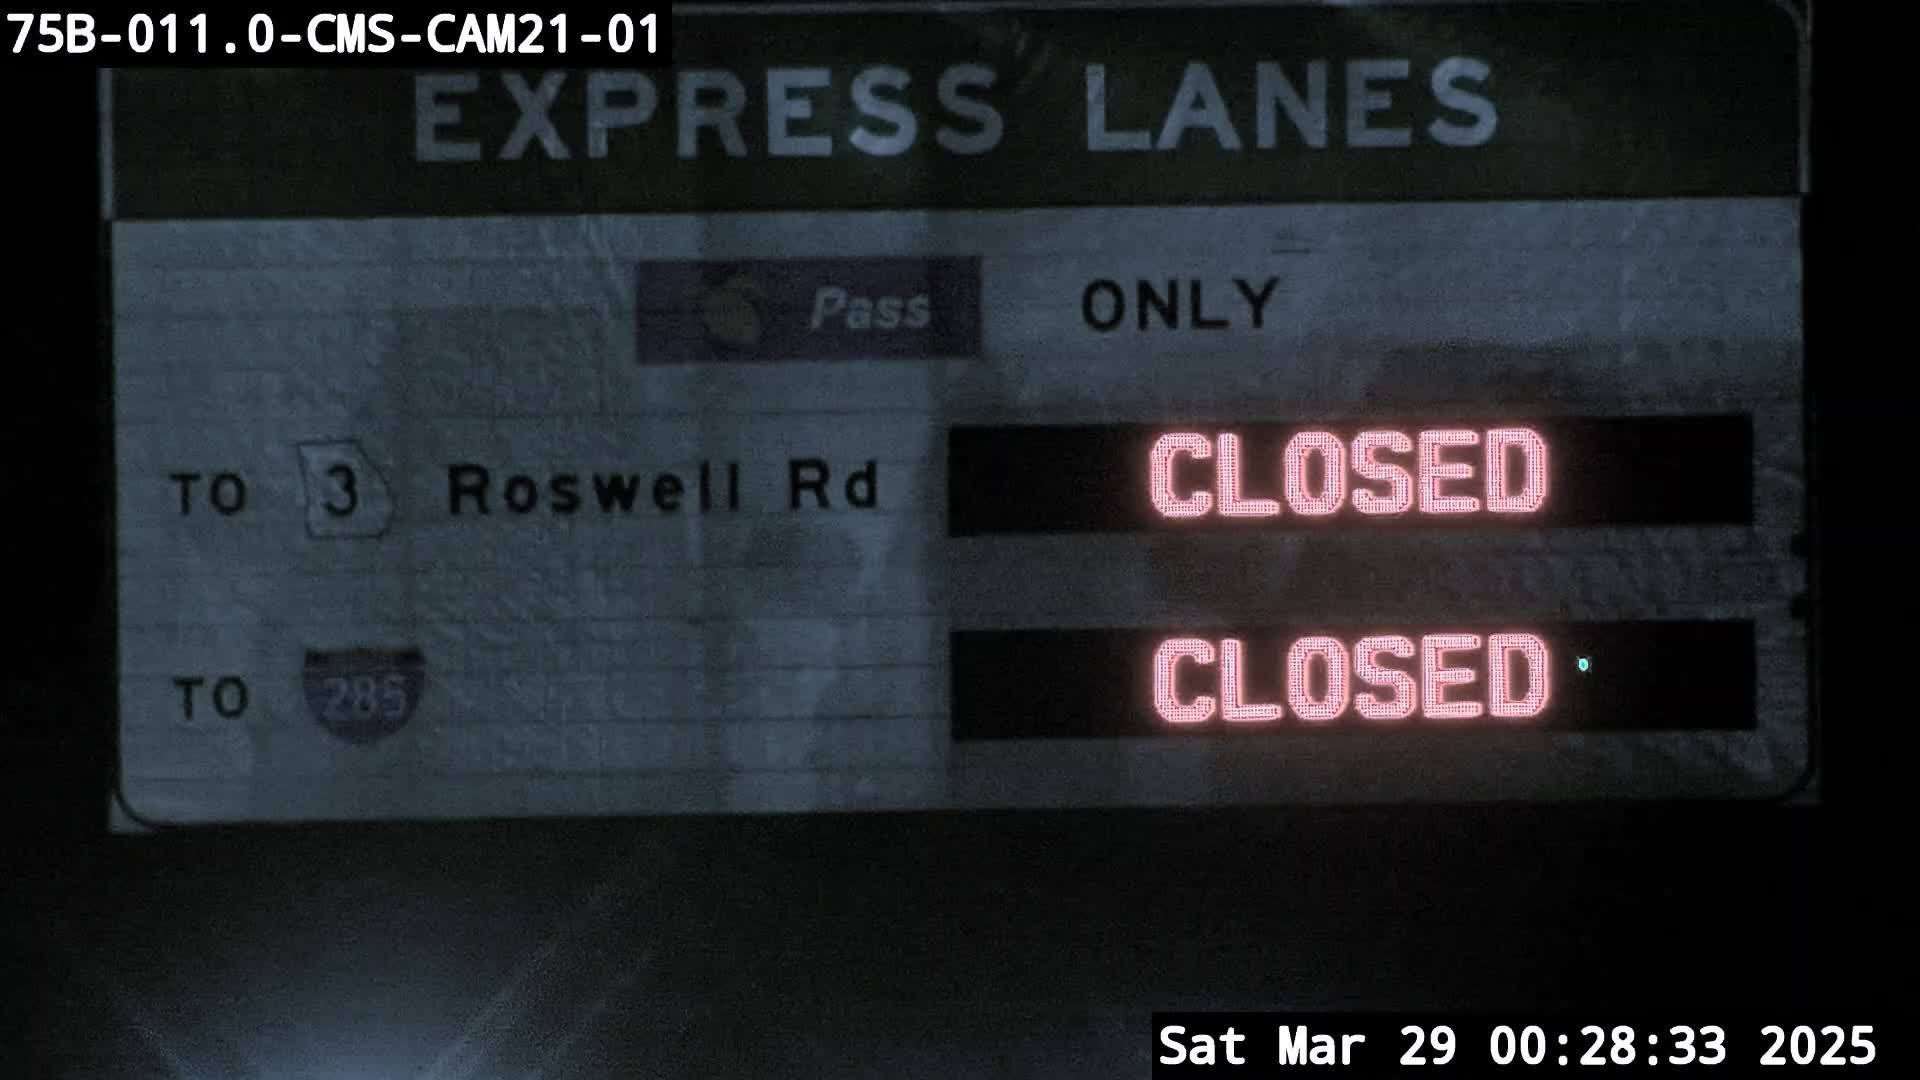 75B-011.0-CMS-CAM21-01
EXPRESS LANES
Pass ONLY
TO 3 Roswell Rd CLOSED
TO 285 CLOSED
Sat Mar 29 00:28:33 2025